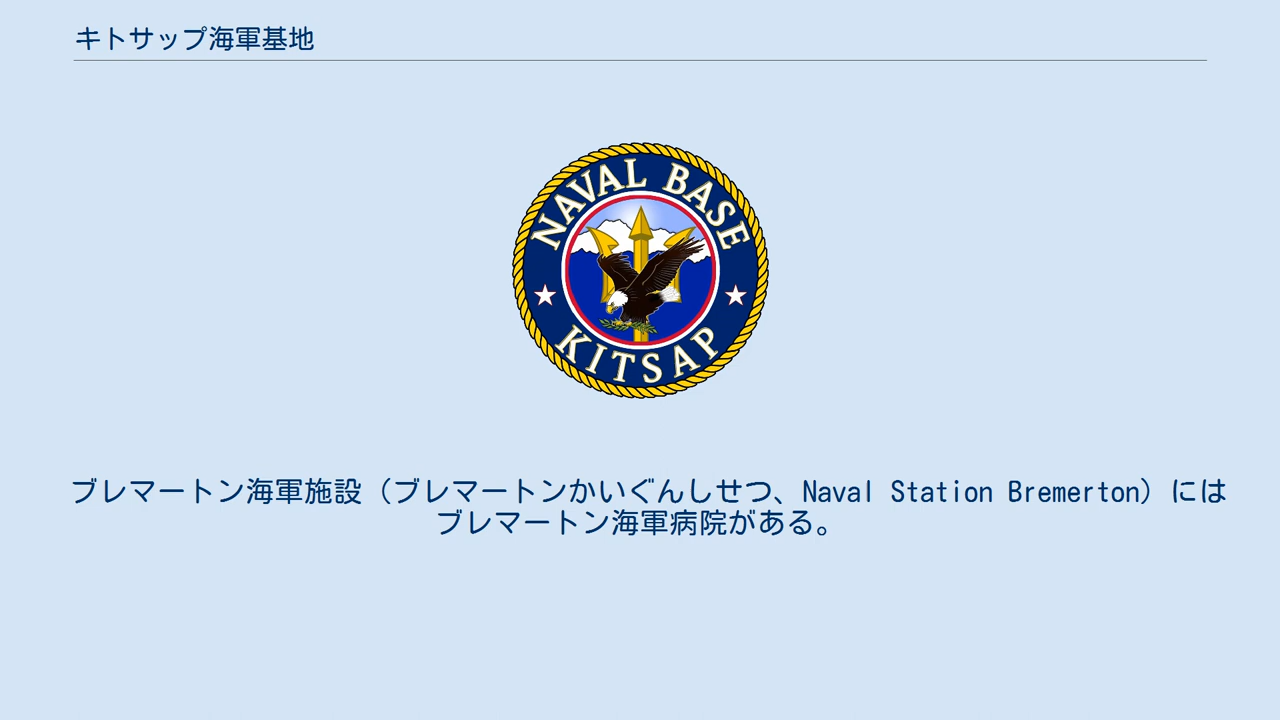 キトサップ海軍基地
NAVAL BASE
KITSAP
ブレマートン海軍施設（ブレマートンかいぐんしせつ、Naval Station Bremerton）には
ブレマートン海軍病院がある。